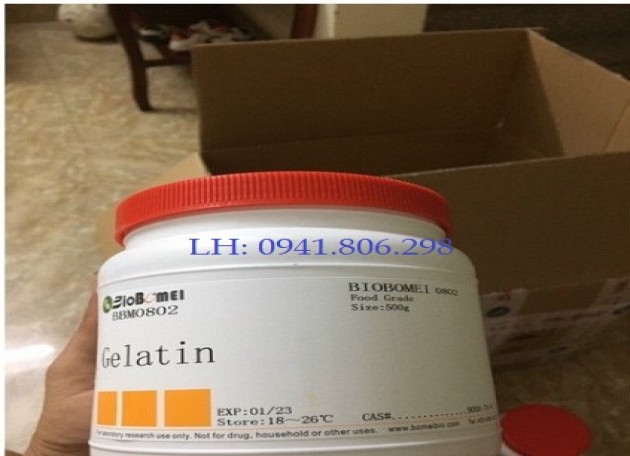 LH: 0941.806.298
BioBoMEI
BBM0802
BIOBOMEI 0802
Food Grade
Size:500g
Gelatin
EXP:01/23
Store:18~26℃
CAS#
laboratory research use only. Not for drug, household or other uses. www.bomeibio.com